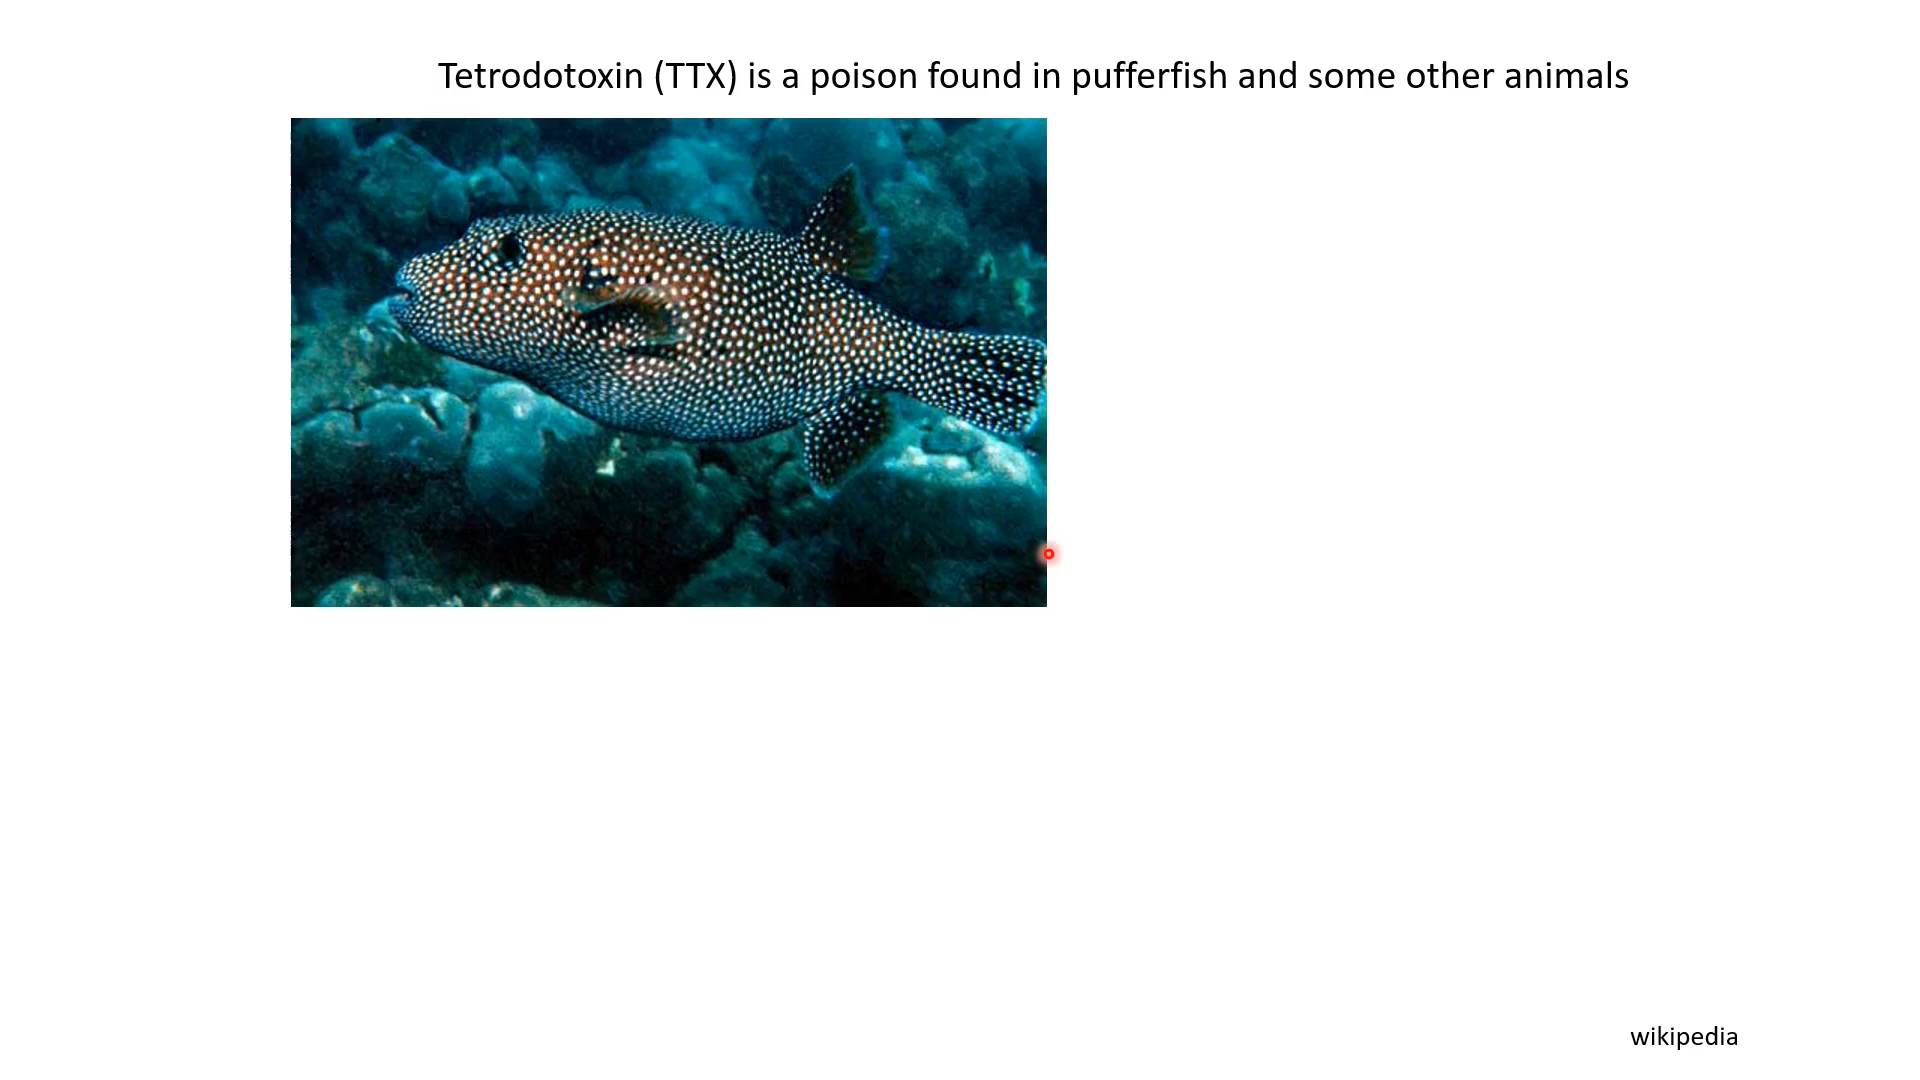 Tetrodotoxin (TTX) is a poison found in pufferfish and some other animals
wikipedia